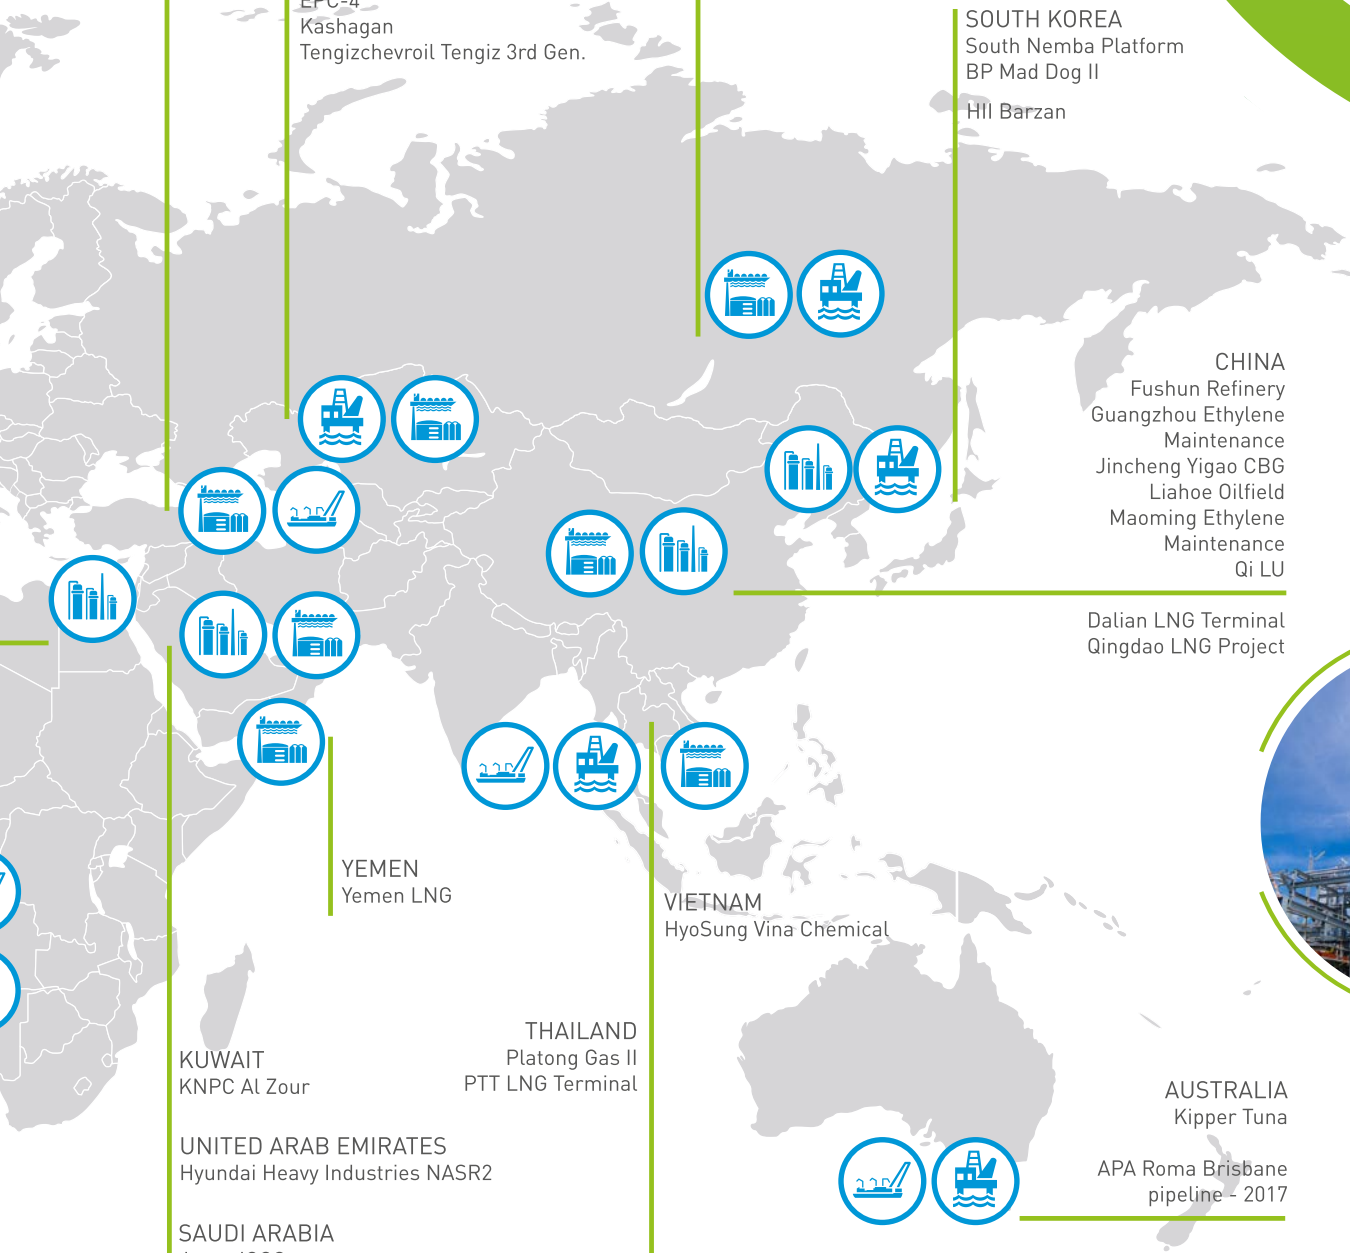 EPC-4
Kashagan
Tengizchevroil Tengiz 3rd Gen.
SOUTH KOREA
South Nemba Platform
BP Mad Dog II
HII Barzan
CHINA
Fushun Refinery
Guangzhou Ethylene
Maintenance
Jincheng Yigao CBG
Liahoe Oilfield
Maoming Ethylene
Maintenance
Qi LU
Dalian LNG Terminal
Qingdao LNG Project
YEMEN
Yemen LNG
VIETNAM
HyoSung Vina Chemical
THAILAND
Platong Gas II
PTT LNG Terminal
KUWAIT
KNPC Al Zour
UNITED ARAB EMIRATES
Hyundai Heavy Industries NASR2
SAUDI ARABIA
AUSTRALIA
Kipper Tuna
APA Roma Brisbane
pipeline - 2017